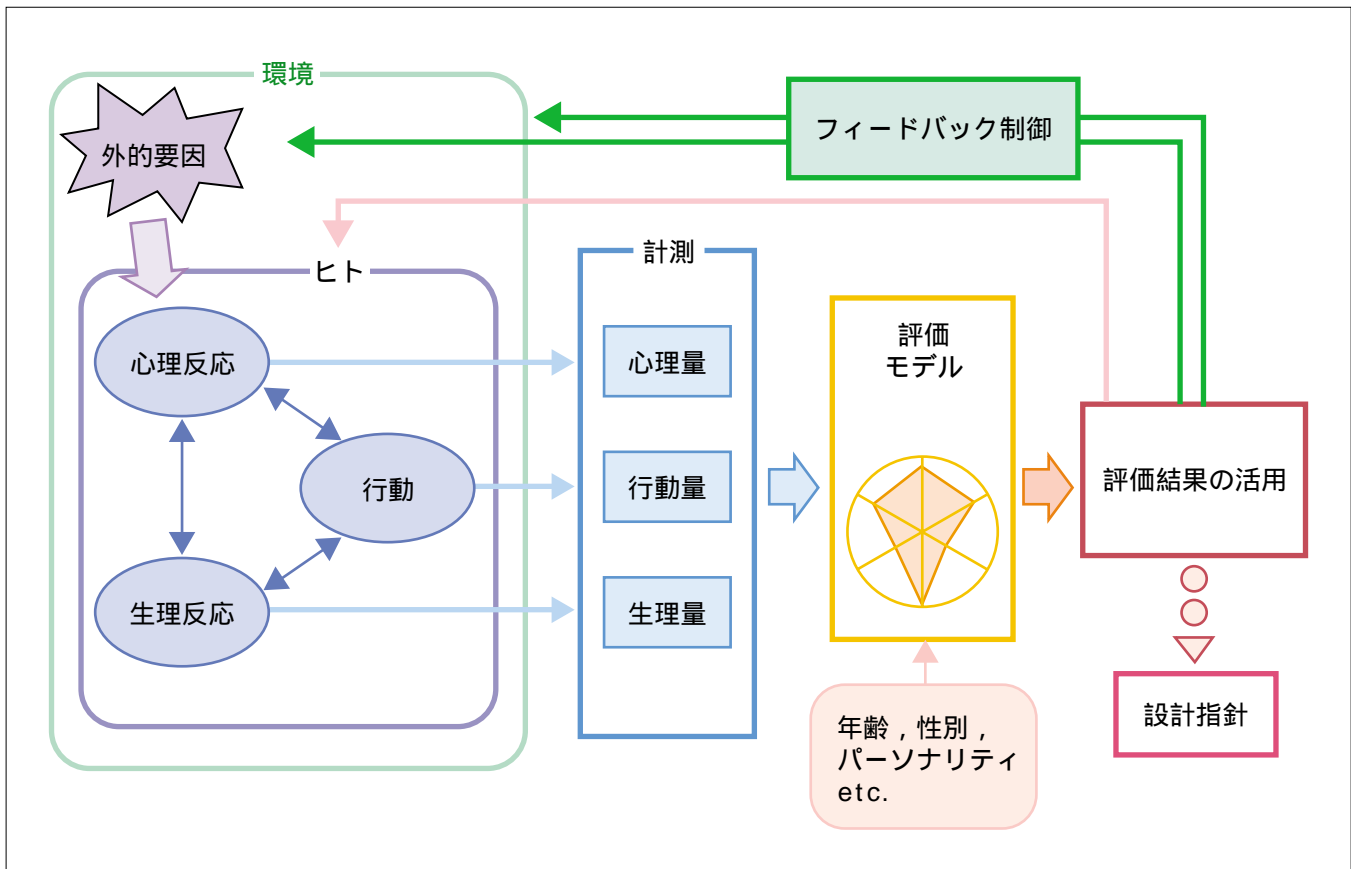 環境
外的要因
フィードバック制御
ヒト
計測
心理反応
心理量
評価
モデル
行動
行動量
評価結果の活用
生理反応
生理量
設計指針
年齢，性別，
パーソナリティ
etc.